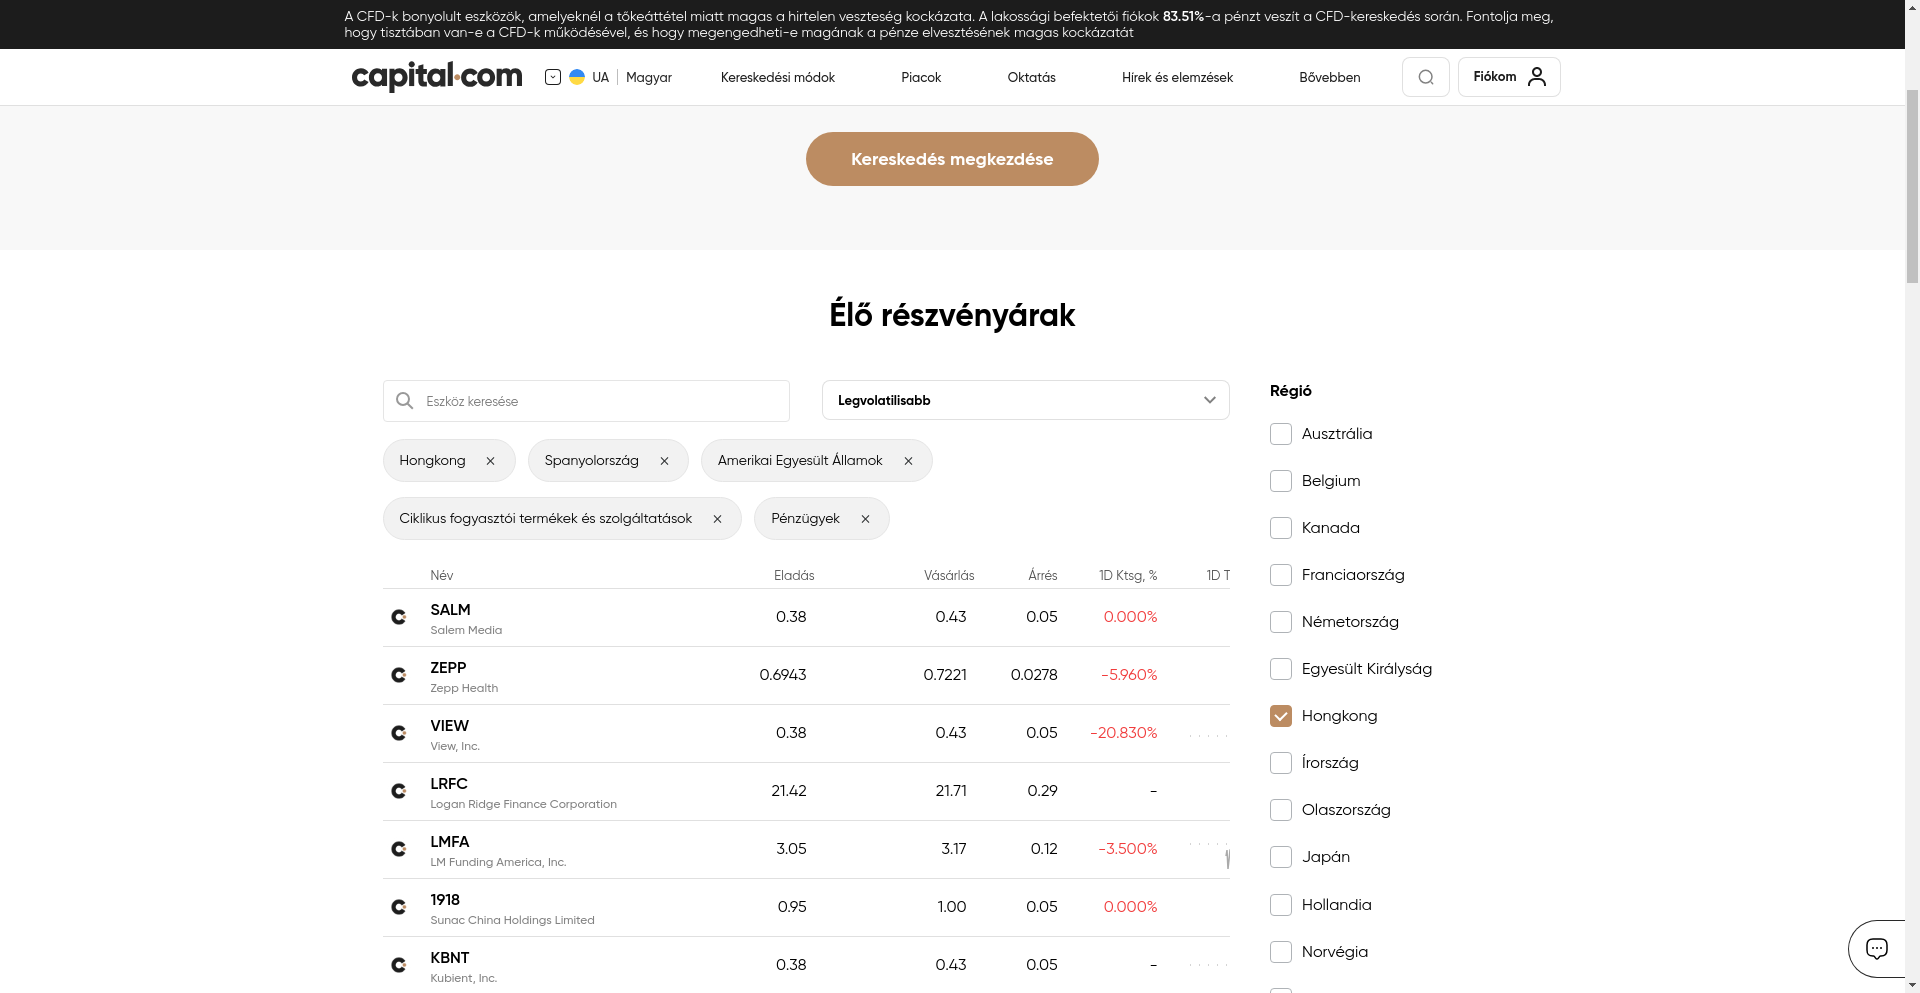 A CFD-k bonyolult eszközök, amelyeknél a tőkeáttétel miatt magas a hirtelen veszteség kockázata. A lakossági befektetői fiókok 83.51%-a pénzt veszít a CFD-kereskedés során. Fontolja meg,
hogy tisztában van-e a CFD-k működésével, és hogy megengedheti-e magának a pénze elvesztésének magas kockázatát
capital.com
UA
Magyar
Kereskedési módok
Piacok
Oktatás
Hírek és elemzések
Bővebben
Fiókom
Kereskedés megkezdése
Élő részvényárak
Eszköz keresése
Legvolatilisabb
Hongkong
Spanyolország
Amerikai Egyesült Államok
Ciklikus fogyasztói termékek és szolgáltatások
Pénzügyek
Név Eladás Vásárlás Árrés 1D Ktsg, % 1D T
SALM 0.38 0.43 0.05 0.000%
Salem Media
ZEPP 0.6943 0.7221 0.0278 -5.960%
Zepp Health
VIEW 0.38 0.43 0.05 -20.830%
View, Inc.
LRFC 21.42 21.71 0.29 -
Logan Ridge Finance Corporation
LMFA 3.05 3.17 0.12 -3.500%
LM Funding America, Inc.
1918 0.95 1.00 0.05 0.000%
Sunac China Holdings Limited
KBNT 0.38 0.43 0.05 -
Kubient, Inc.
Régió
Ausztrália
Belgium
Kanada
Franciaország
Németország
Egyesült Királyság
Hongkong
Írország
Olaszország
Japán
Hollandia
Norvégia